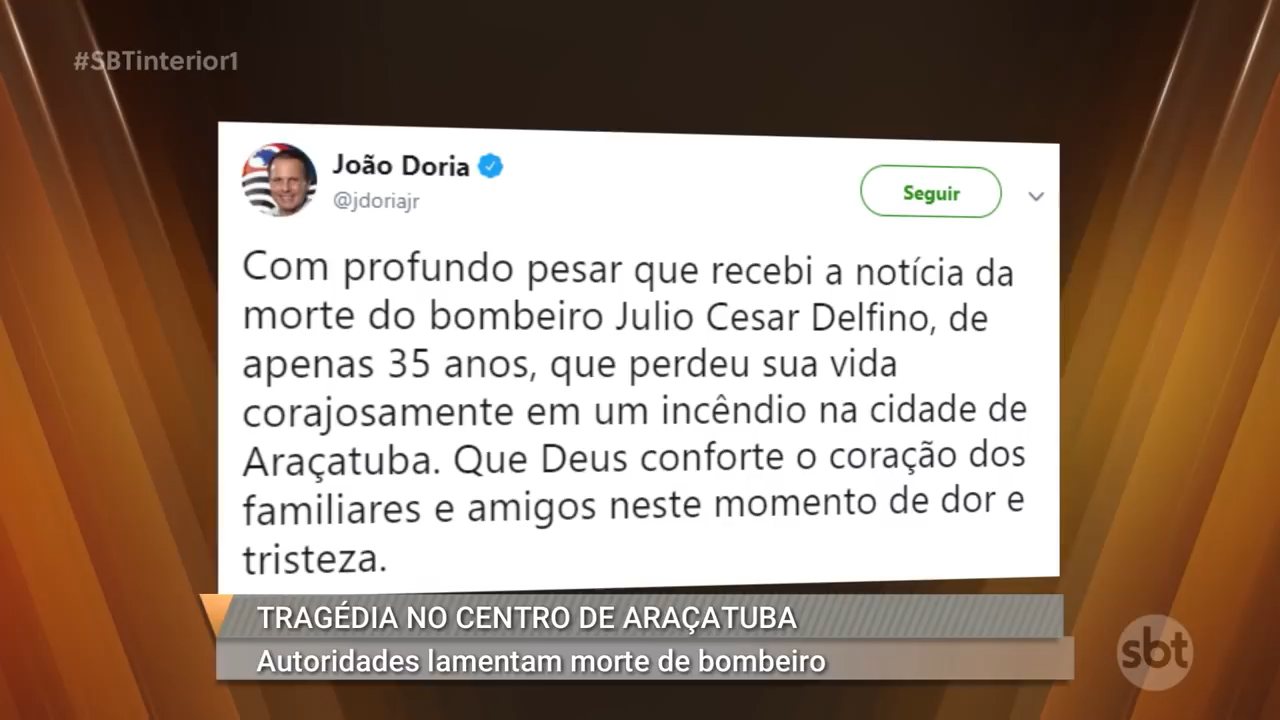 #SBTinterior1
João Doria
@jdoriajr
Seguir
Com profundo pesar que recebi a notícia da
morte do bombeiro Julio Cesar Delfino, de
apenas 35 anos, que perdeu sua vida
corajosamente em um incêndio na cidade de
Araçatuba. Que Deus conforte o coração dos
familiares e amigos neste momento de dor e
tristeza.
TRAGÉDIA NO CENTRO DE ARAÇATUBA
Autoridades lamentam morte de bombeiro
sbt